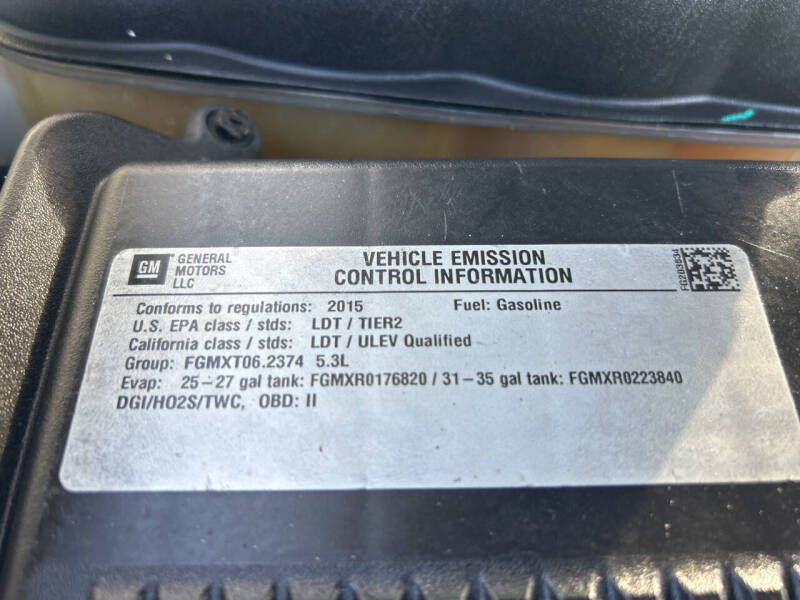 GM
GENERAL
MOTORS
LLC
VEHICLE EMISSION
CONTROL INFORMATION
FG283634
Conforms to regulations: 2015 Fuel: Gasoline
U.S. EPA class / stds: LDT / TIER2
California class / stds: LDT / ULEV Qualified
Group: FGMXT06.2374 5.3L
Evap: 25–27 gal tank: FGMXR0176820 / 31–35 gal tank: FGMXR0223840
DGI/HO2S/TWC, OBD: II